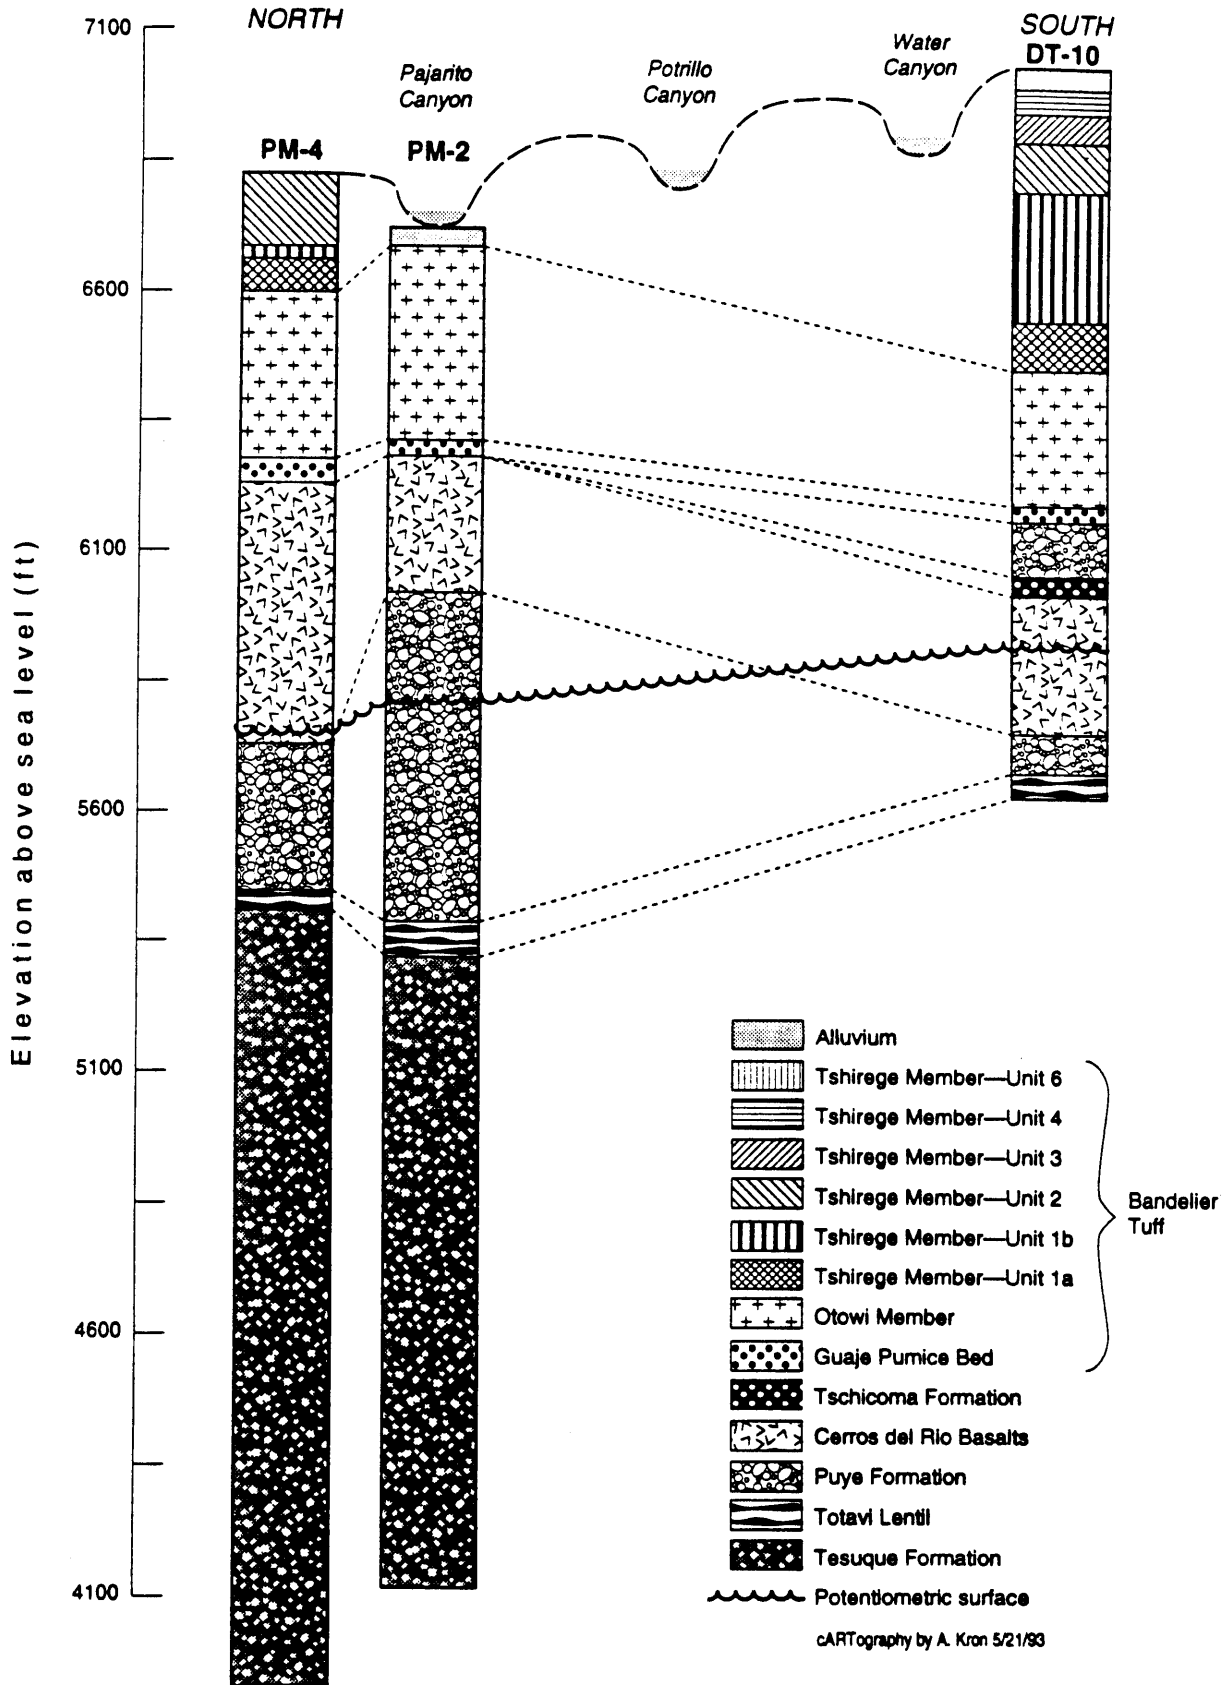 NORTH
SOUTH
DT-10
Pajarito
Canyon
Potrillo
Canyon
Water
Canyon
PM-4
PM-2
Elevation above sea level (ft)
7100
6600
6100
5600
5100
4600
4100
Alluvium
Tshirege Member—Unit 6
Tshirege Member—Unit 4
Tshirege Member—Unit 3
Tshirege Member—Unit 2
Tshirege Member—Unit 1b
Tshirege Member—Unit 1a
Otowi Member
Guaje Pumice Bed
Bandelier
Tuff
Tschicoma Formation
Cerros del Rio Basalts
Puye Formation
Totavi Lentil
Tesuque Formation
Potentiometric surface
cARTography by A. Kron 5/21/93